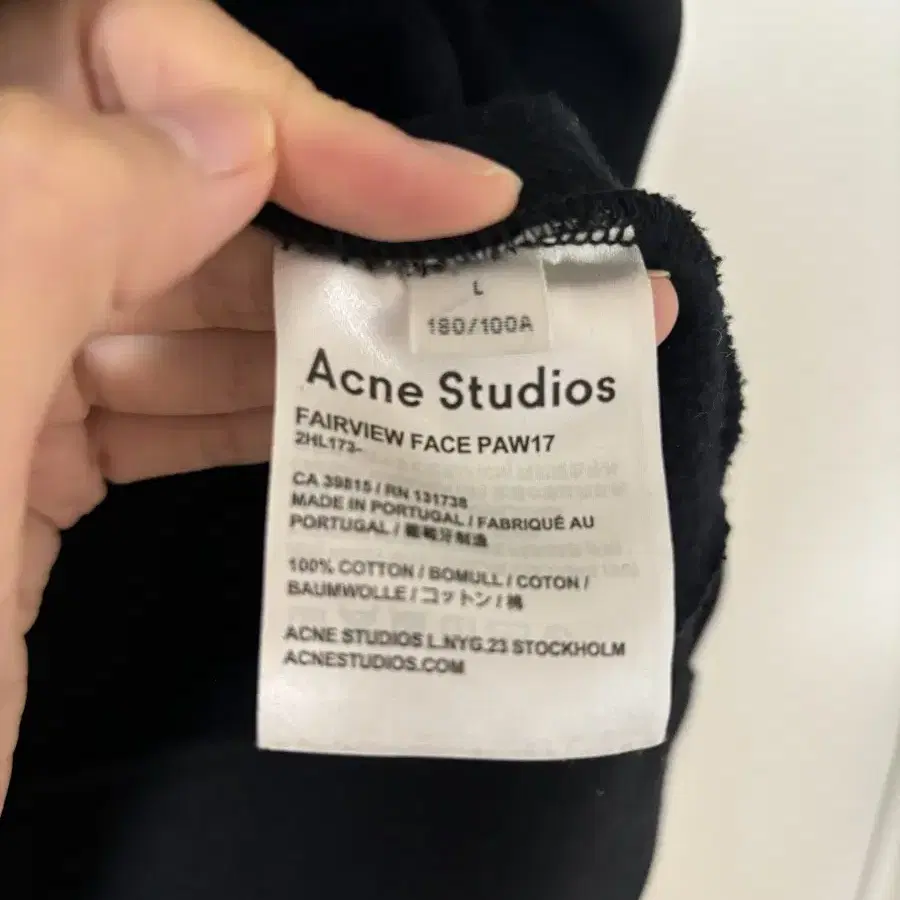 L
180/100A
Acne Studios
FAIRVIEW FACE PAW17
2HL173-
CA 39815 / RN 131738
MADE IN PORTUGAL / FABRIQUÉ AU
PORTUGAL / 葡萄牙制造
100% COTTON / BOMULL / COTON /
BAUMWOLLE / コットン / 棉
ACNE STUDIOS L.NYG.23 STOCKHOLM
ACNESTUDIOS.COM